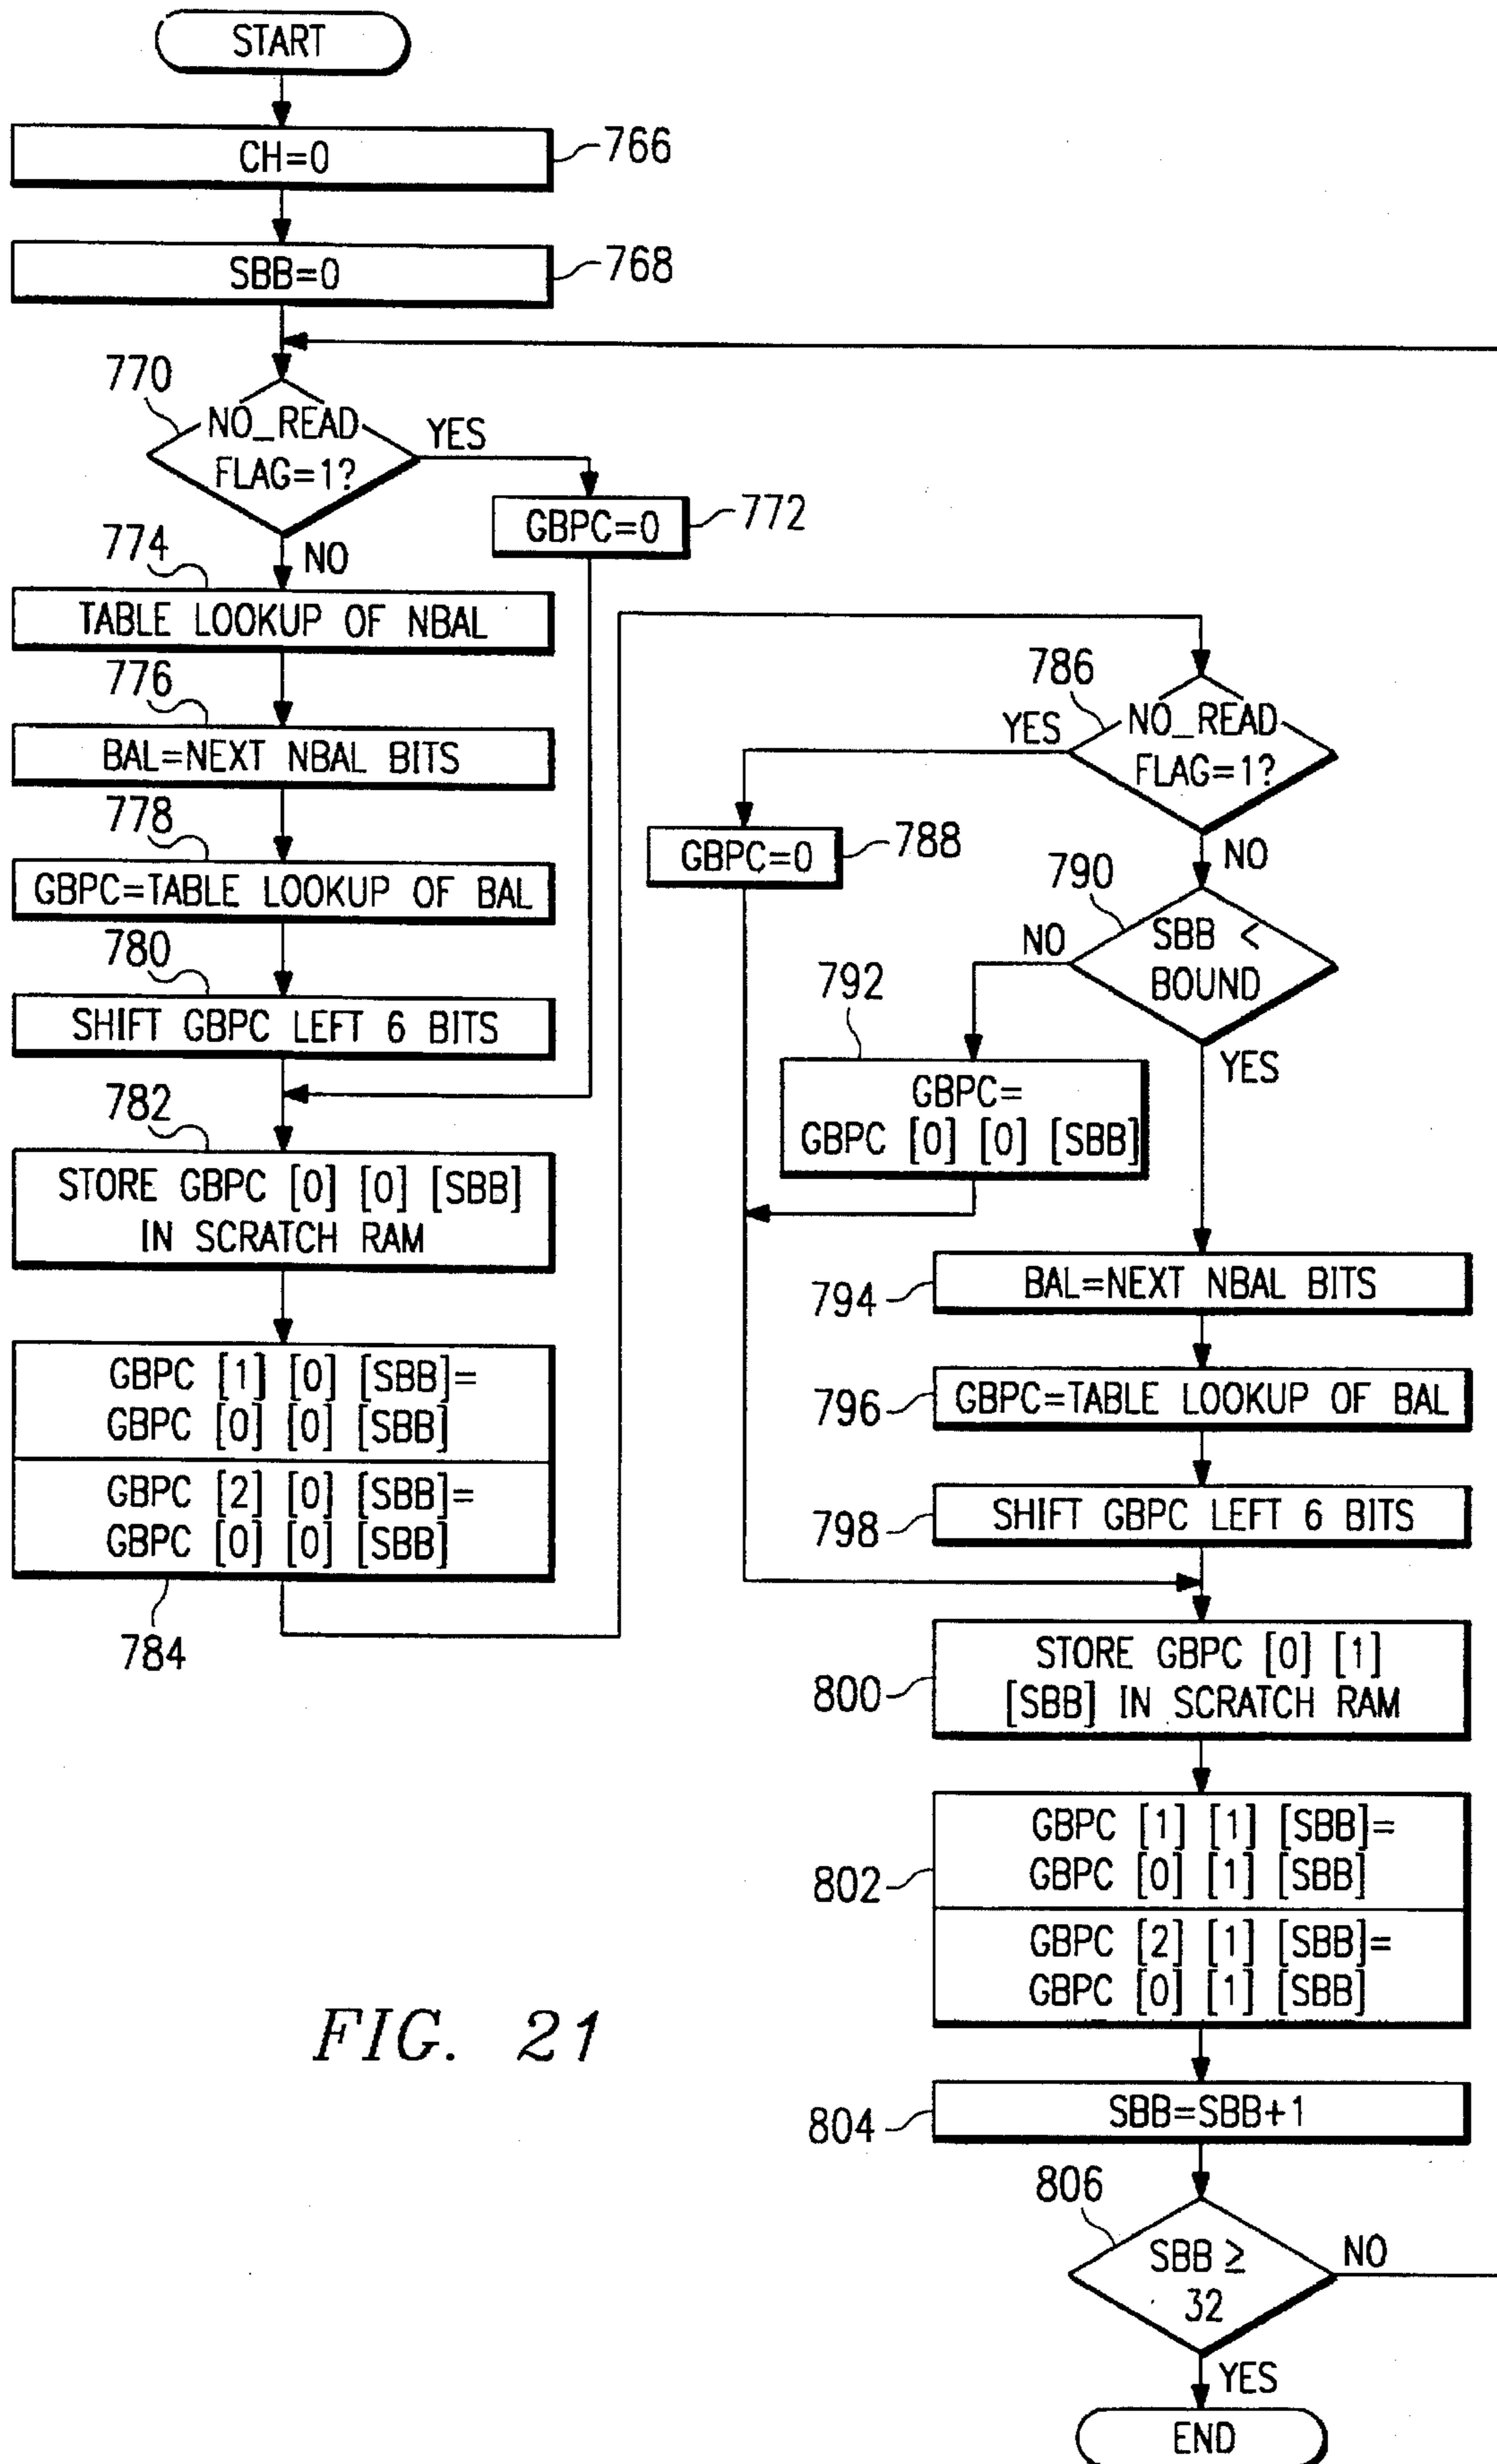 START
CH=0
766
SBB=0
768
770
NO_READ
FLAG=1?
YES
GBPC=0
772
NO
774
TABLE LOOKUP OF NBAL
776
BAL=NEXT NBAL BITS
778
GBPC=TABLE LOOKUP OF BAL
780
SHIFT GBPC LEFT 6 BITS
782
STORE GBPC [0] [0] [SBB]
IN SCRATCH RAM
GBPC [1] [0] [SBB]=
GBPC [0] [0] [SBB]
GBPC [2] [0] [SBB]=
GBPC [0] [0] [SBB]
784
786
NO_READ
FLAG=1?
YES
GBPC=0
788
NO
790
SBB <
BOUND
NO
792
GBPC=
GBPC [0] [0] [SBB]
YES
794
BAL=NEXT NBAL BITS
796
GBPC=TABLE LOOKUP OF BAL
798
SHIFT GBPC LEFT 6 BITS
800
STORE GBPC [0] [1]
[SBB] IN SCRATCH RAM
802
GBPC [1] [1] [SBB]=
GBPC [0] [1] [SBB]
GBPC [2] [1] [SBB]=
GBPC [0] [1] [SBB]
804
SBB=SBB+1
806
SBB ≥
32
NO
YES
END
FIG. 21